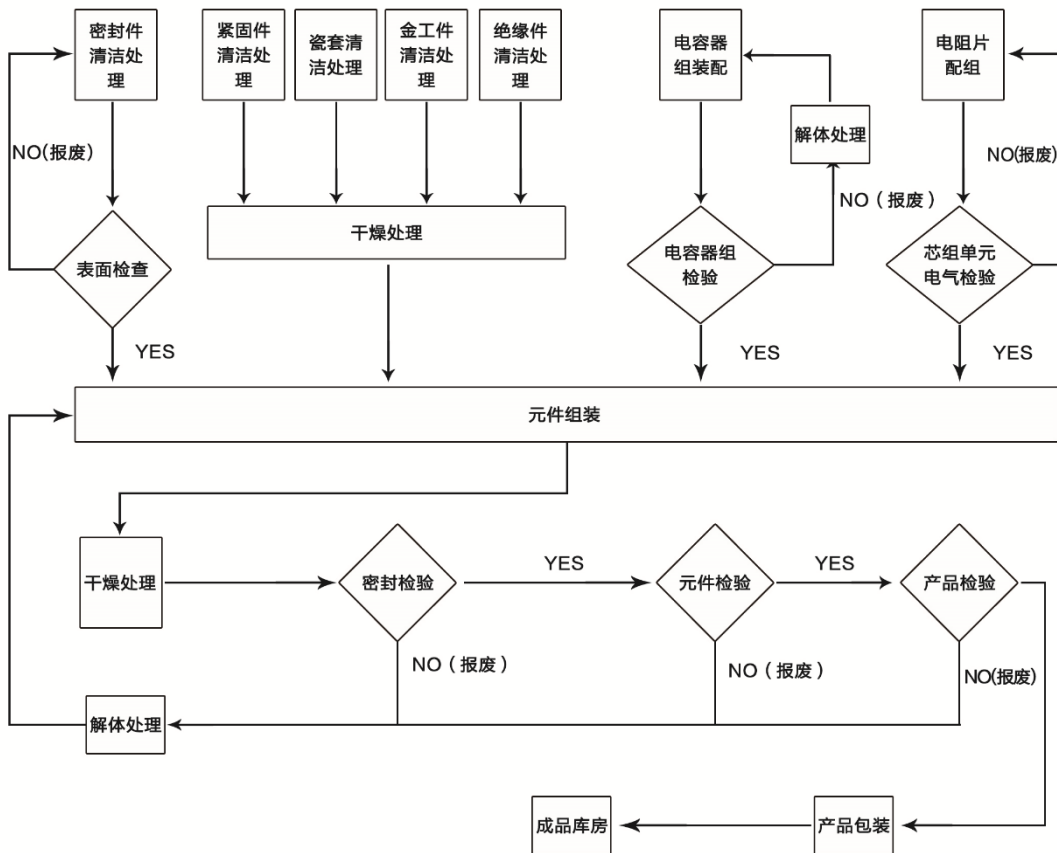 密封件
清洁处
理
紧固件
清洁处
理
瓷套清
洁处理
金工件
清洁处
理
绝缘件
清洁处
理
电容器
组装配
电阻片
配组
解体处理
NO(报废)
NO(报废)
NO（报废）
干燥处理
表面检查
电容器组
检验
芯组单元
电气检验
YES
YES
YES
元件组装
干燥处理
密封检验
YES
元件检验
YES
产品检验
NO（报废）
NO（报废）
NO(报废)
解体处理
成品库房
产品包装